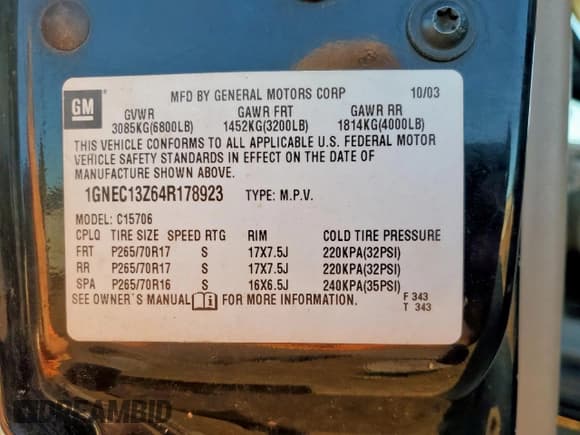 GM
MFD BY GENERAL MOTORS CORP 10/03
GVWR GAWR FRT GAWR RR
3085KG(6800LB) 1452KG(3200LB) 1814KG(4000LB)
THIS VEHICLE CONFORMS TO ALL APPLICABLE U.S. FEDERAL MOTOR
VEHICLE SAFETY STANDARDS IN EFFECT ON THE DATE OF
MANUFACTURE SHOWN ABOVE.
1GNEC13Z64R178923 TYPE: M.P.V.
MODEL: C15706
CPLQ TIRE SIZE SPEED RTG RIM COLD TIRE PRESSURE
FRT P265/70R17 S 17X7.5J 220KPA(32PSI)
RR P265/70R17 S 17X7.5J 220KPA(32PSI)
SPA P265/70R16 S 16X6.5J 240KPA(35PSI)
SEE OWNER'S MANUAL FOR MORE INFORMATION.
F 343
T 343
DREAMBID